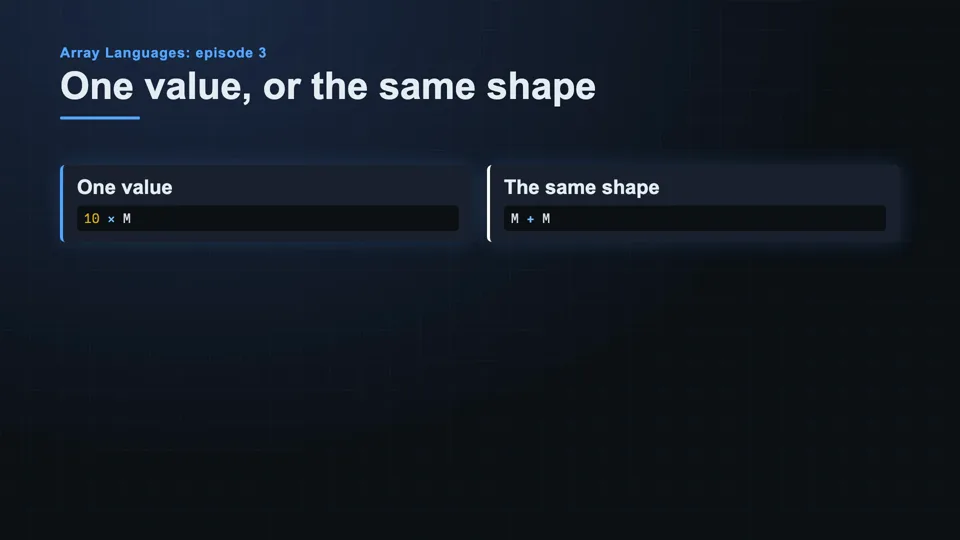 Array Languages: episode 3
One value, or the same shape
One value
10 × M
The same shape
M + M